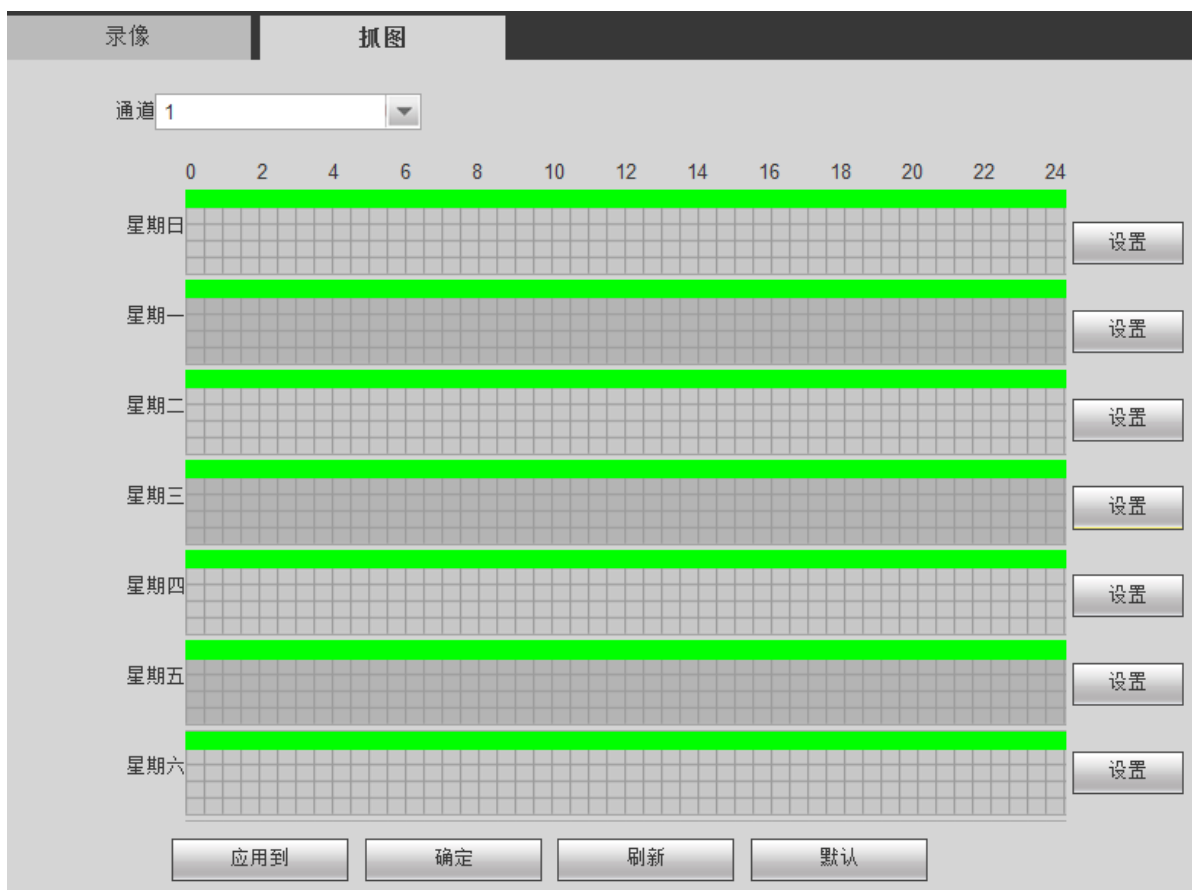 录像 抓图
通道 1
0 2 4 6 8 10 12 14 16 18 20 22 24
星期日 设置
星期一 设置
星期二 设置
星期三 设置
星期四 设置
星期五 设置
星期六 设置
应用到 确定 刷新 默认